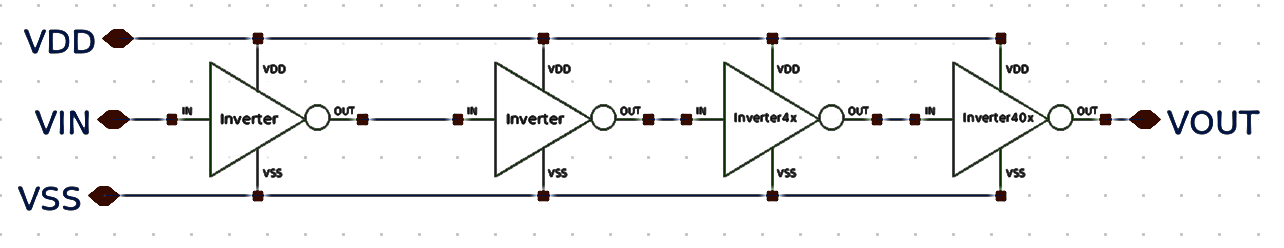 VDD
VDD VDD VDD VDD
VIN IN Inverter OUT IN Inverter OUT IN Inverter4x OUT IN Inverter40x OUT VOUT
VSS VSS VSS VSS
VSS